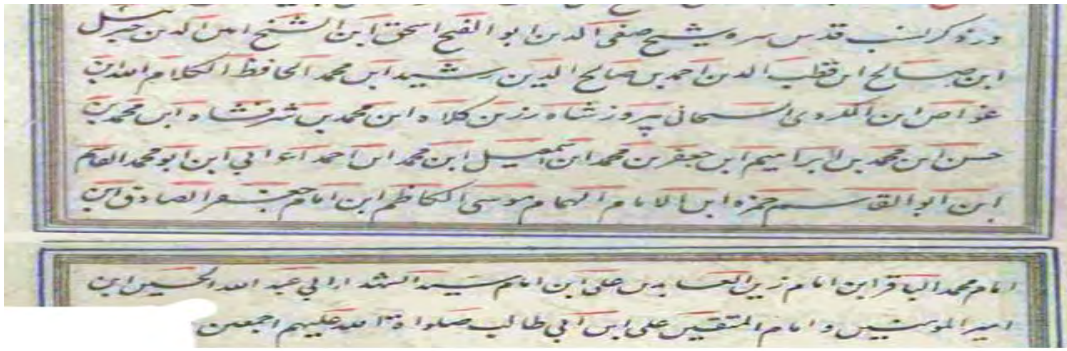 در ذکر نسب قدس سره شیخ صفی الدین ابو الفتح اسحق ابن الشیخ امین الدین جبرئیل
ابن صالح ابن قطب الدین احمد بن صالح الدین رشید ابن محمد الحافظ الکلام الله ابن
عواص ابن الکردی السنجانی پیروز شاه زرین کلاه ابن محمد بن شرفشاه ابن محمد بن
حسن ابن محمد بن ابراهیم ابن جعفر بن محمد ابن اسمعیل ابن محمد ابن احمد اعرابی ابن ابو محمد القاسم
ابن ابو القاسم حمزه ابن الامام الهمام موسی الکاظم ابن امام جعفر الصادق ابن
امام محمد الباقر ابن امام زین العابدین علی ابن امام سید الشهدا ابی عبد الله الحسین ابن
امیر المومنین و امام المتقین علی ابن ابی طالب صلوات الله علیهم اجمعین